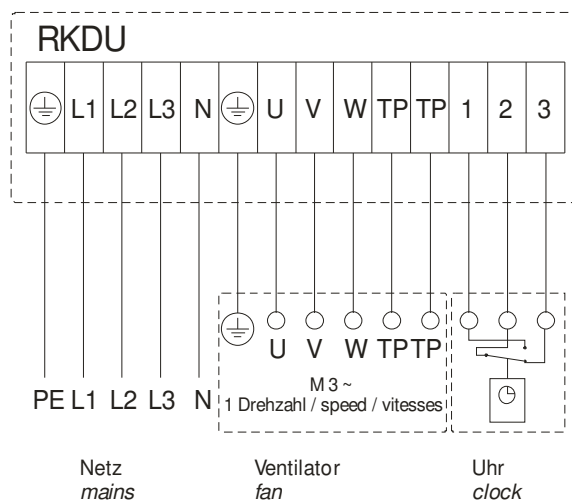 RKDU
L1 L2 L3 N U V W TP TP 1 2 3
U V W TP TP
M 3 ~
1 Drehzahl / speed / vitesses
PE L1 L2 L3 N
Netz Ventilator Uhr
mains fan clock